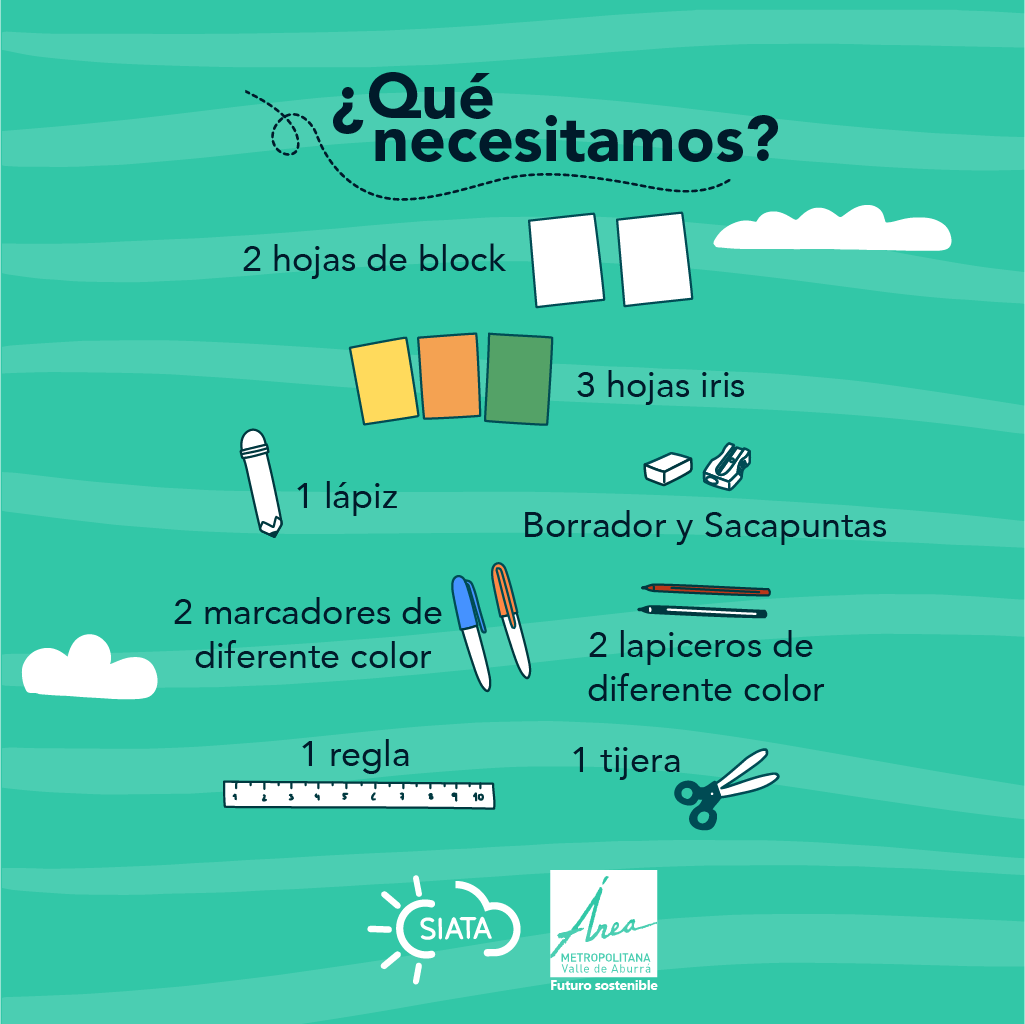 ¿Qué
necesitamos?
2 hojas de block
3 hojas iris
1 lápiz
Borrador y Sacapuntas
2 marcadores de
diferente color
2 lapiceros de
diferente color
1 regla
1 tijera
1 2 3 4 5 6 7 8 9 10
SIATA
Área
METROPOLITANA
Valle de Aburrá
Futuro sostenible